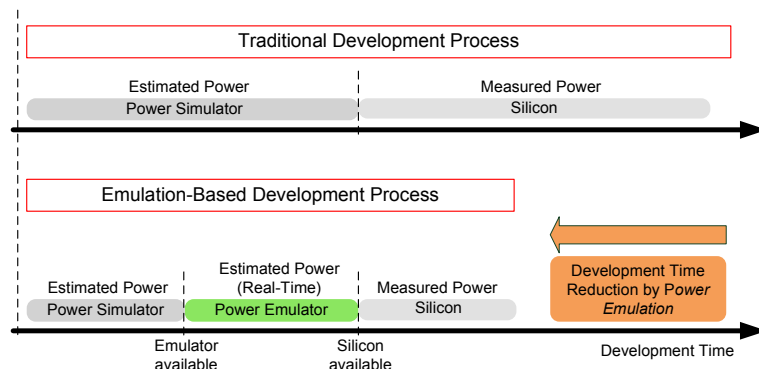 Traditional Development Process
Estimated Power
Measured Power
Power Simulator
Silicon
Emulation-Based Development Process
Estimated Power
Estimated Power
(Real-Time)
Measured Power
Power Simulator
Power Emulator
Silicon
Development Time
Reduction by Power
Emulation
Emulator
available
Silicon
available
Development Time